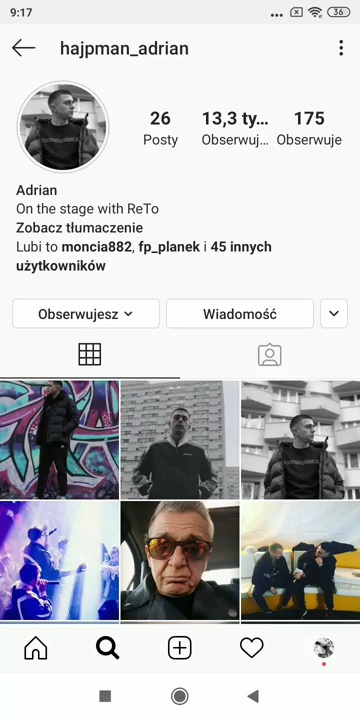 9:17
36
hajpman_adrian
26 13,3 ty... 175
Posty Obserwuj... Obserwuje
Adrian
On the stage with ReTo
Zobacz tłumaczenie
Lubi to moncia882, fp_planek i 45 innych
użytkowników
Obserwujesz Wiadomość